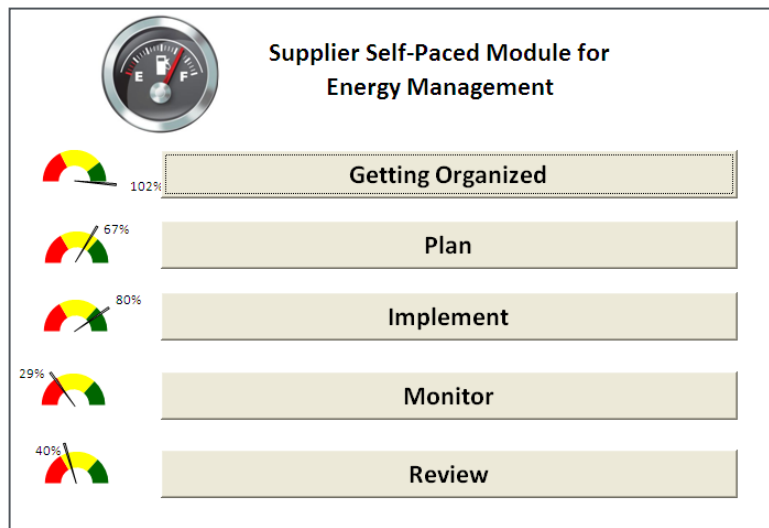 Supplier Self-Paced Module for
Energy Management
E F
102%
Getting Organized
67%
Plan
80%
Implement
29%
Monitor
40%
Review